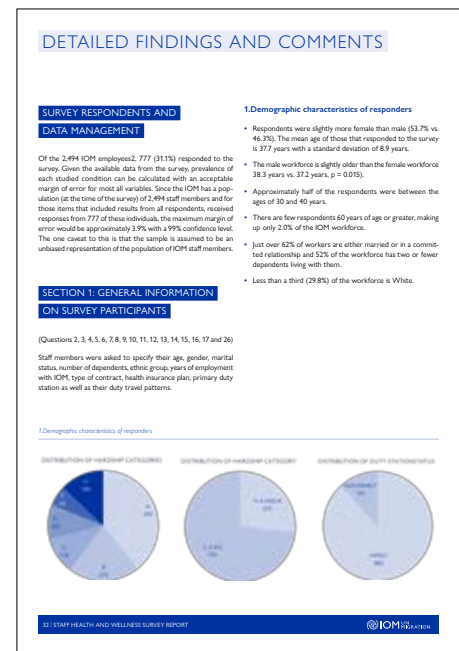 DETAILED FINDINGS AND COMMENTS
SURVEY RESPONDENTS AND
DATA MANAGEMENT
Of the 2,494 IOM employees2, 777 (31.1%) responded to the
survey. Given the available data from the survey, prevalence of
each studied condition can be calculated with an acceptable
margin of error for most all variables. Since the IOM has a pop-
ulation (at the time of the survey) of 2,494 staff members and for
those items that included results from all respondents, received
responses from 777 of these individuals, the maximum margin of
error would be approximately 3.9% with a 99% confidence level.
The one caveat to this is that the sample is assumed to be an
unbiased representation of the population of IOM staff members.
SECTION 1: GENERAL INFORMATION
ON SURVEY PARTICIPANTS
(Questions 2, 3, 4, 5, 6, 7, 8, 9, 10, 11, 12, 13, 14, 15, 16, 17 and 26)
Staff members were asked to specify their age, gender, marital
status, number of dependents, ethnic group, years of employment
with IOM, type of contract, health insurance plan, primary duty
station as well as their duty travel patterns.
1.Demographic characteristics of responders
• Respondents were slightly more female than male (53.7% vs.
46.3%). The mean age of those that responded to the survey
is 37.7 years with a standard deviation of 8.9 years.
• The male workforce is slightly older than the female workforce
38.3 years vs. 37.2 years, p = 0.015).
• Approximately half of the respondents were between the
ages of 30 and 40 years.
• There are few respondents 60 years of age or greater, making
up only 2.0% of the IOM workforce.
• Just over 62% of workers are either married or in a commit-
ted relationship and 52% of the workforce has two or fewer
dependents living with them.
• Less than a third (29.8%) of the workforce is White.
1.Demographic characteristics of responders
DISTRIBUTION OF HARDSHIP CATEGORIES
DISTRIBUTION OF HARDSHIP CATEGORY
DISTRIBUTION OF DUTY STATION STATUS
32 | STAFF HEALTH AND WELLNESS SURVEY REPORT
IOM UN MIGRATION